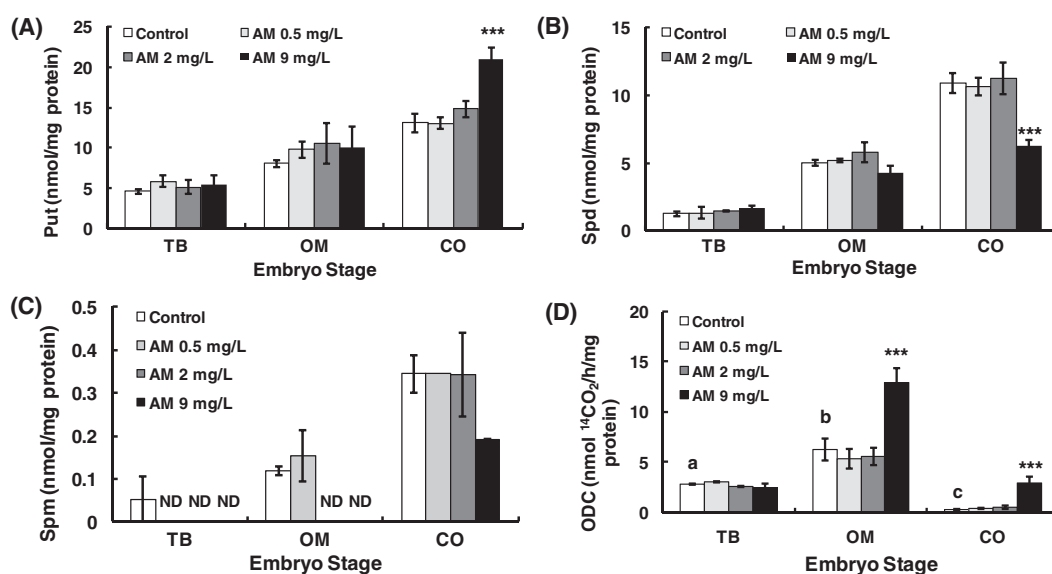 (A)
Control
AM 0.5 mg/L
AM 2 mg/L
AM 9 mg/L
***
Put (nmol/mg protein)
25
20
15
10
5
0
TB
OM
CO
Embryo Stage
(B)
Control
AM 0.5 mg/L
AM 2 mg/L
AM 9 mg/L
***
Spd (nmol/mg protein)
15
10
5
0
TB
OM
CO
Embryo Stage
(C)
Control
AM 0.5 mg/L
AM 2 mg/L
AM 9 mg/L
Spm (nmol/mg protein)
0.5
0.4
0.3
0.2
0.1
0
ND ND ND
ND ND
TB
OM
CO
Embryo Stage
(D)
Control
AM 0.5 mg/L
AM 2 mg/L
AM 9 mg/L
ODC (nmol ¹⁴CO₂/h/mg
protein)
20
15
10
5
0
a
b
***
c
***
TB
OM
CO
Embryo Stage